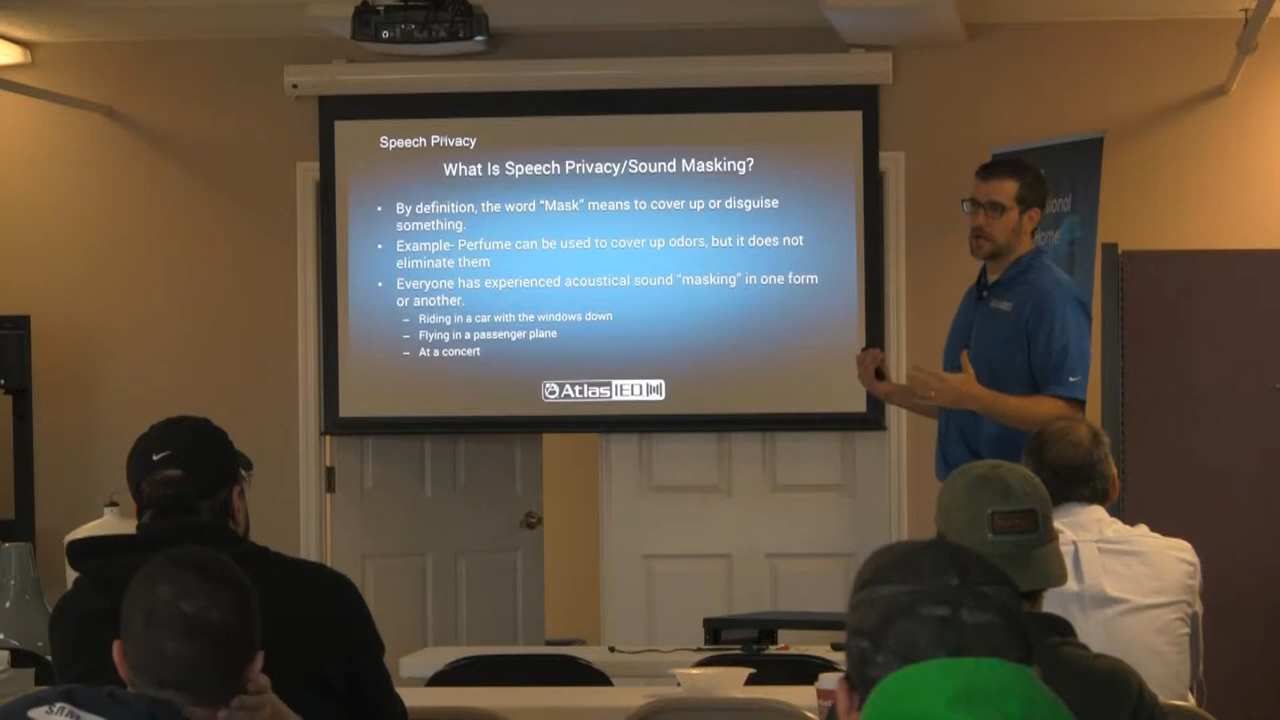 Speech Privacy
What Is Speech Privacy/Sound Masking?
• By definition, the word “Mask” means to cover up or disguise
something.
• Example- Perfume can be used to cover up odors, but it does not
eliminate them
• Everyone has experienced acoustical sound “masking” in one form
or another.
– Riding in a car with the windows down
– Flying in a passenger plane
– At a concert
AtlasIED